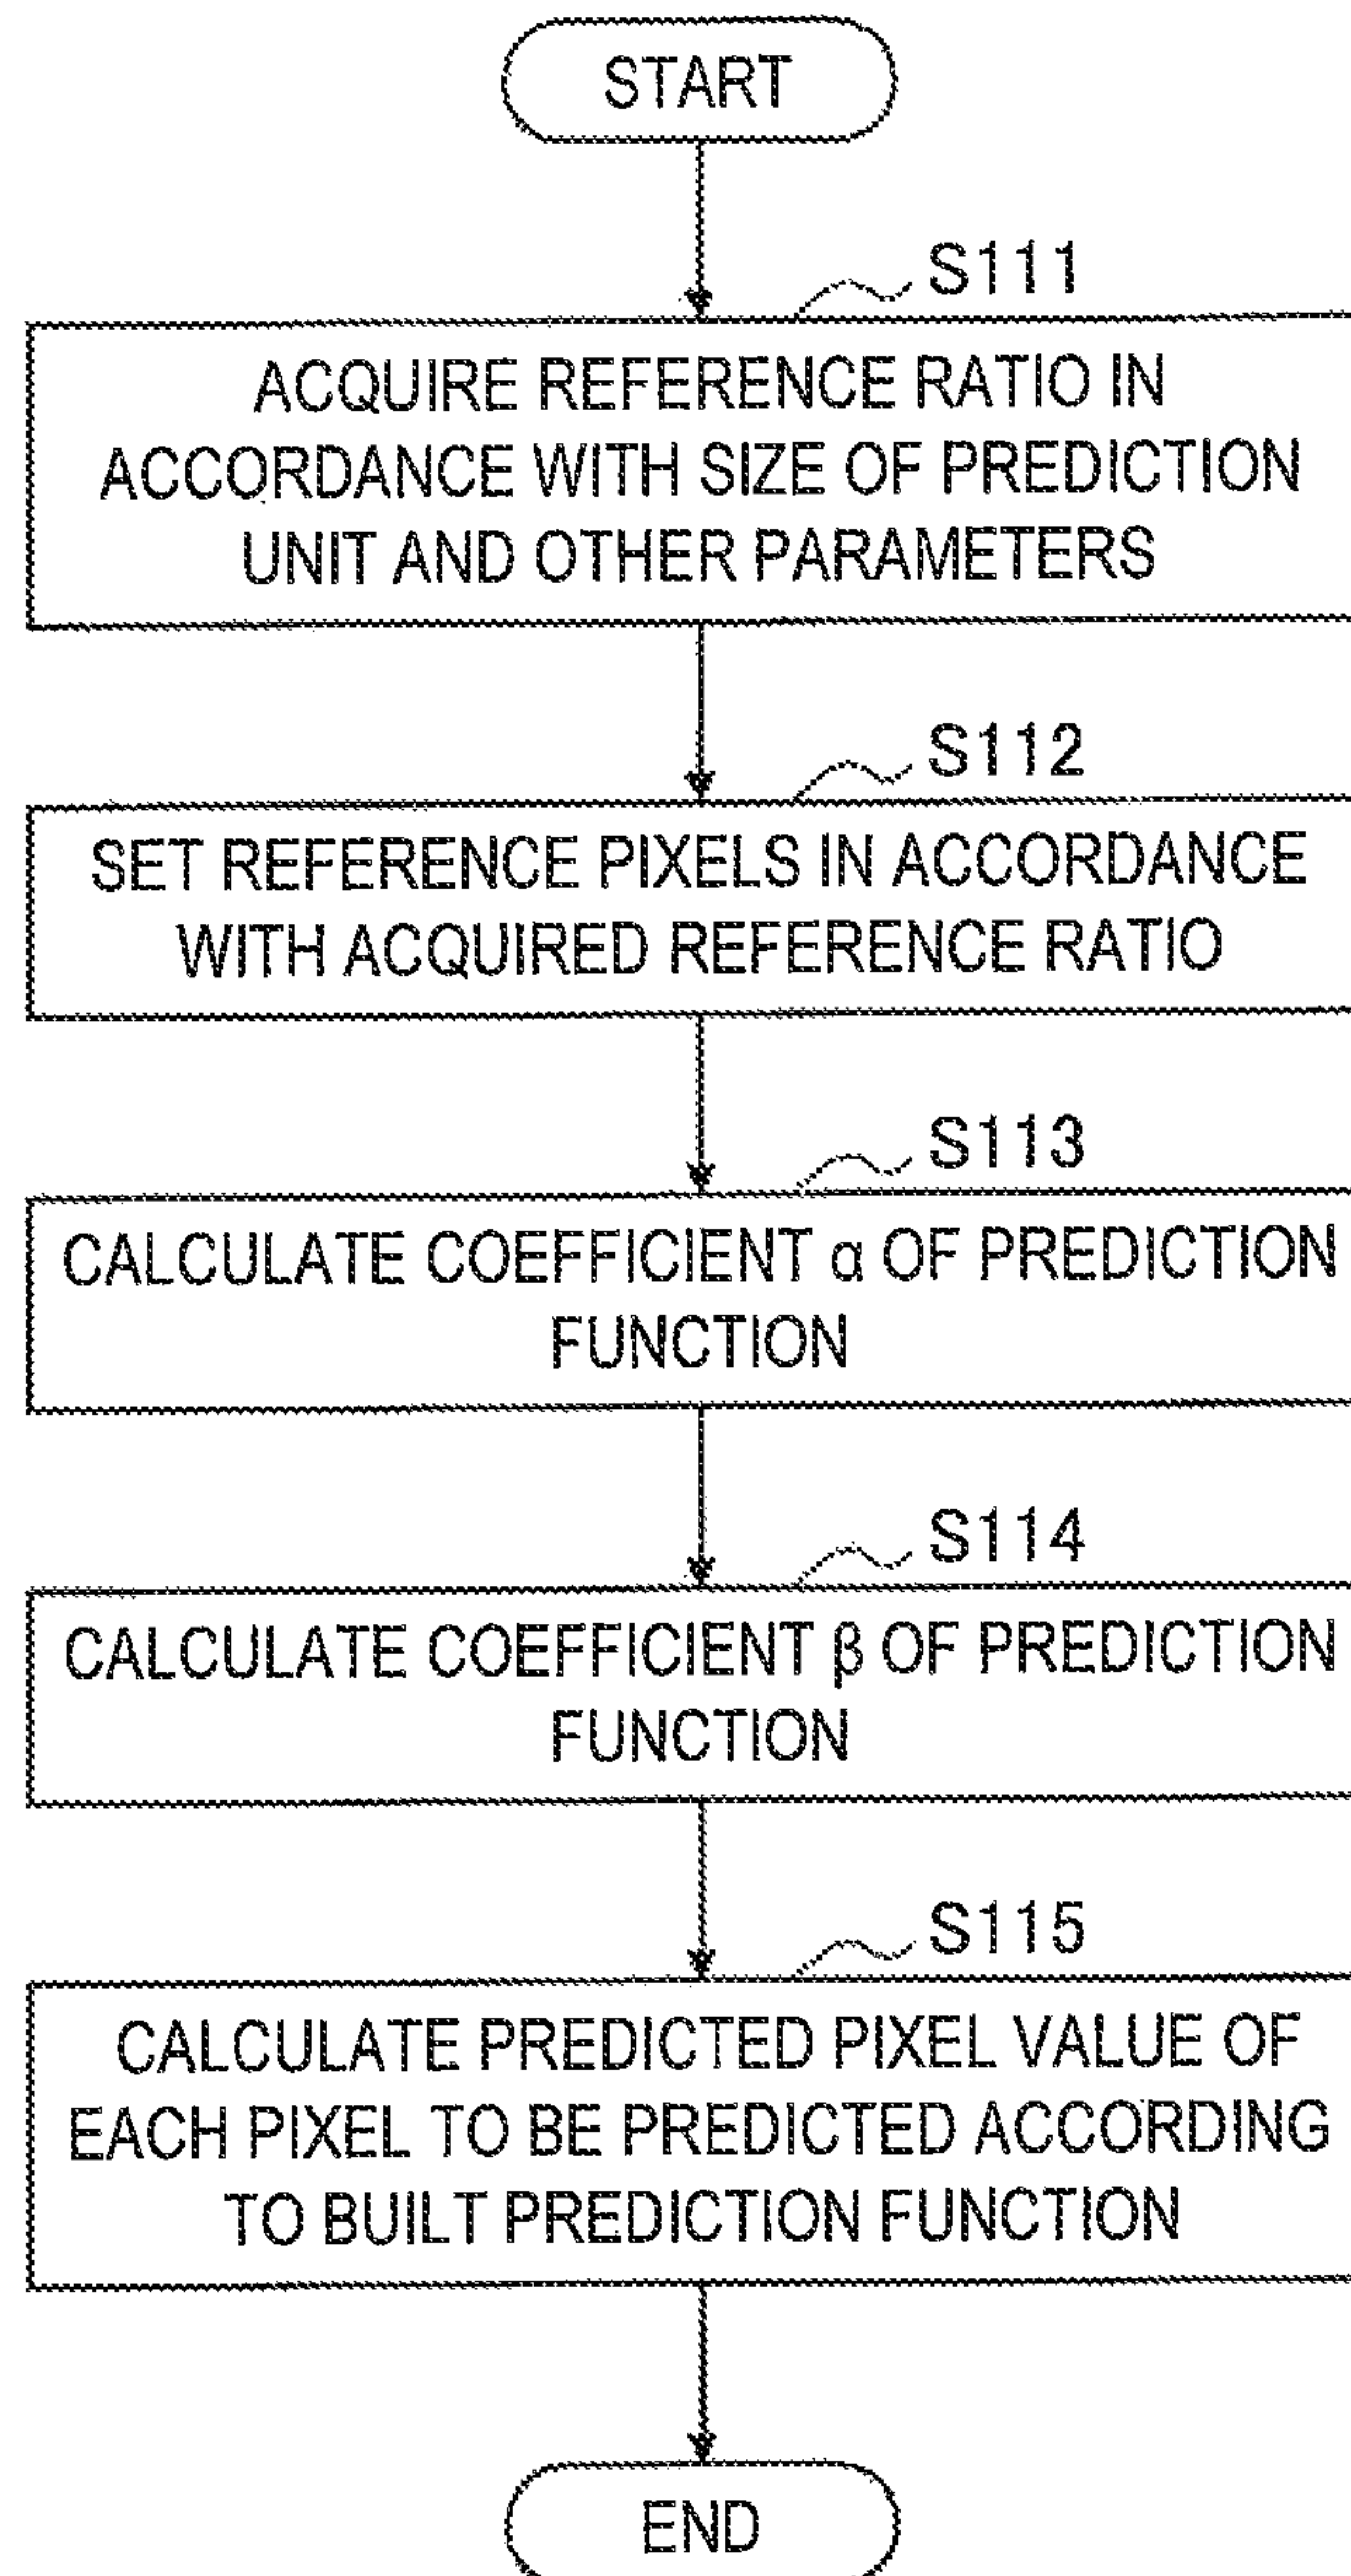 START
S111
ACQUIRE REFERENCE RATIO IN
ACCORDANCE WITH SIZE OF PREDICTION
UNIT AND OTHER PARAMETERS
S112
SET REFERENCE PIXELS IN ACCORDANCE
WITH ACQUIRED REFERENCE RATIO
S113
CALCULATE COEFFICIENT α OF PREDICTION
FUNCTION
S114
CALCULATE COEFFICIENT β OF PREDICTION
FUNCTION
S115
CALCULATE PREDICTED PIXEL VALUE OF
EACH PIXEL TO BE PREDICTED ACCORDING
TO BUILT PREDICTION FUNCTION
END